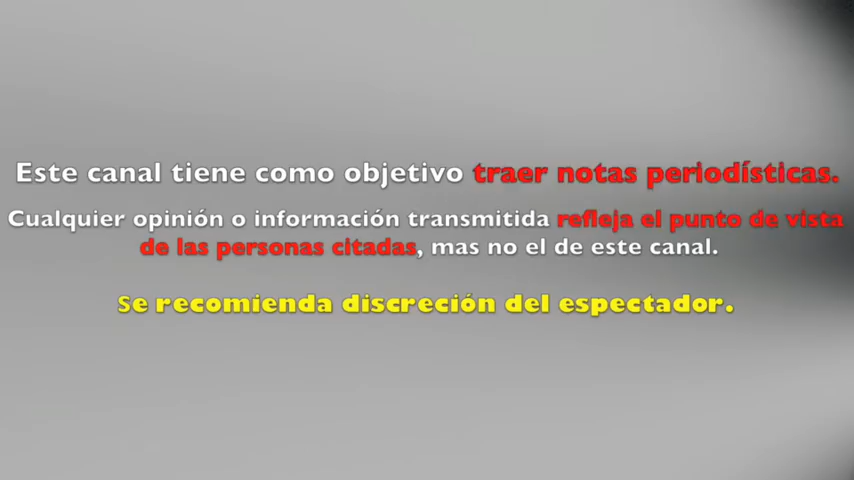 Este canal tiene como objetivo traer notas periodísticas.
Cualquier opinión o información transmitida refleja el punto de vista
de las personas citadas, mas no el de este canal.
Se recomienda discreción del espectador.